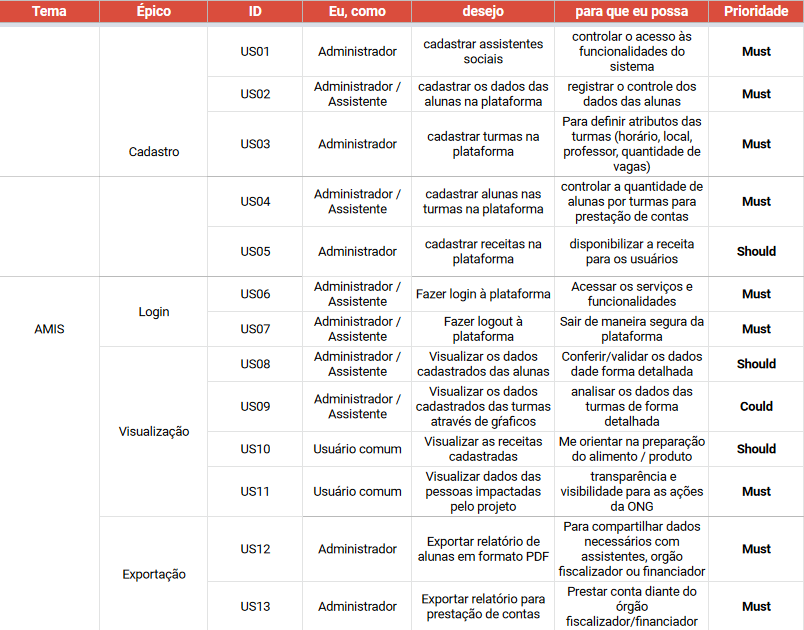 Tema Épico ID Eu, como desejo para que eu possa Prioridade
US01 Administrador cadastrar assistentes sociais controlar o acesso às funcionalidades do sistema Must
US02 Administrador / Assistente cadastrar os dados das alunas na plataforma registrar o controle dos dados das alunas Must
Cadastro
US03 Administrador cadastrar turmas na plataforma Para definir atributos das turmas (horário, local, professor, quantidade de vagas) Must
US04 Administrador / Assistente cadastrar alunas nas turmas na plataforma controlar a quantidade de alunas por turmas para prestação de contas Must
US05 Administrador cadastrar receitas na plataforma disponibilizar a receita para os usuários Should
AMIS
Login
US06 Administrador / Assistente Fazer login à plataforma Acessar os serviços e funcionalidades Must
US07 Administrador / Assistente Fazer logout à plataforma Sair de maneira segura da plataforma Must
Visualização
US08 Administrador / Assistente Visualizar os dados cadastrados das alunas Conferir/validar os dados dade forma detalhada Should
US09 Administrador / Assistente Visualizar os dados cadastrados das turmas através de gŕaficos analisar os dados das turmas de forma detalhada Could
US10 Usuário comum Visualizar as receitas cadastradas Me orientar na preparação do alimento / produto Should
US11 Usuário comum Visualizar dados das pessoas impactadas pelo projeto transparência e visibilidade para as ações da ONG Must
Exportação
US12 Administrador Exportar relatório de alunas em formato PDF Para compartilhar dados necessários com assistentes, orgão fiscalizador ou financiador Must
US13 Administrador Exportar relatório para prestação de contas Prestar conta diante do órgão fiscalizador/financiador Must